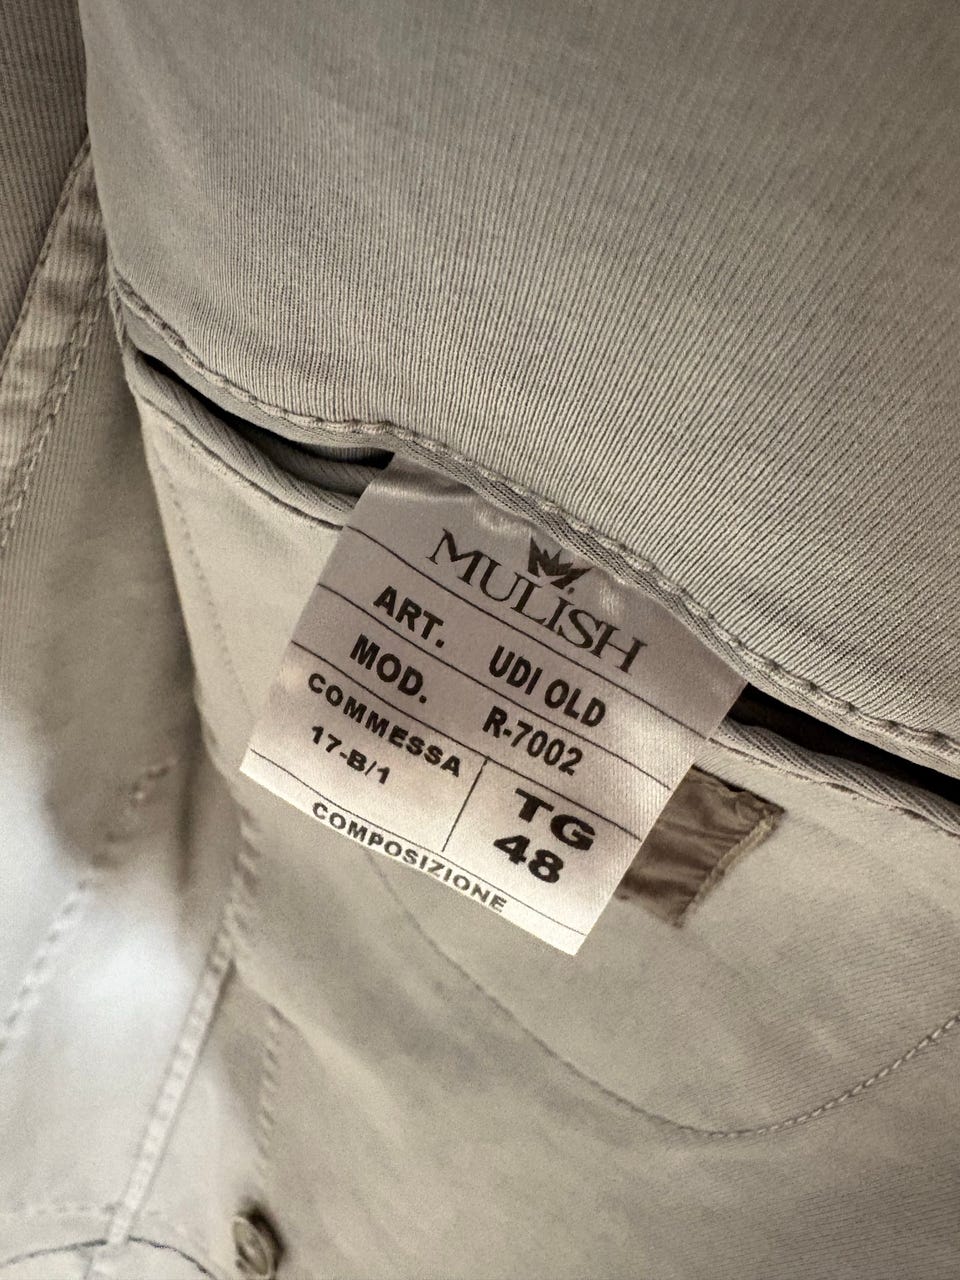 MULISH
ART. UDI OLD
MOD. R-7002
COMMESSA
17-B/1
TG
48
COMPOSIZIONE